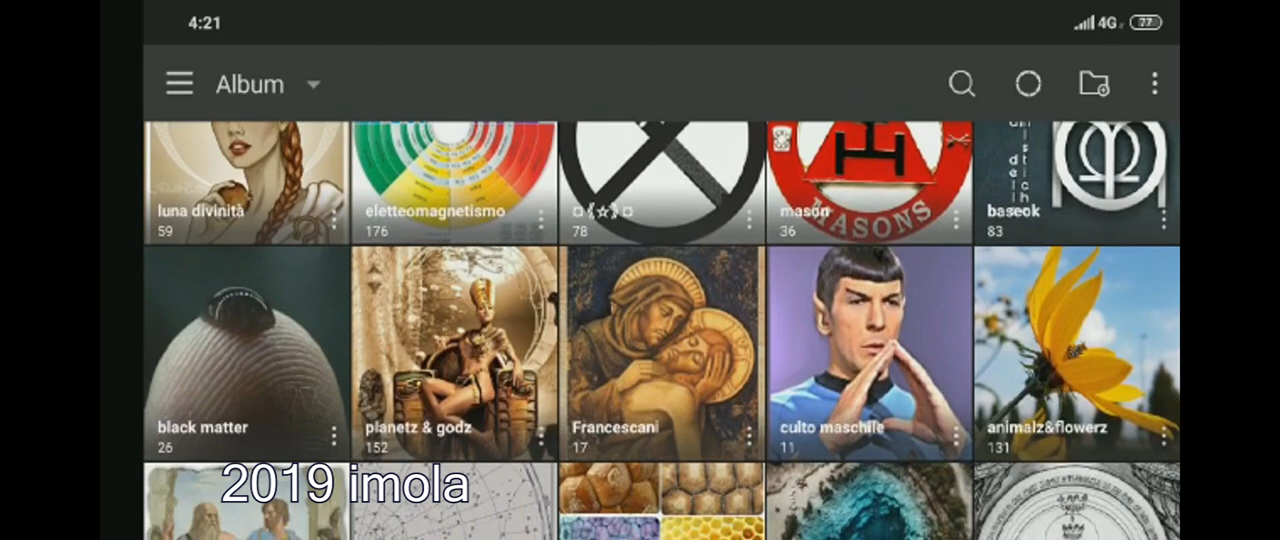 4:21
4G
77
Album
luna divinità
59
eletteomagnetismo
176
¤《☆》¤
78
MASONS
mason
36
baseok
83
black matter
26
planetz & godz
152
Francescani
17
culto maschile
11
animalz&flowerz
131
2019 imola